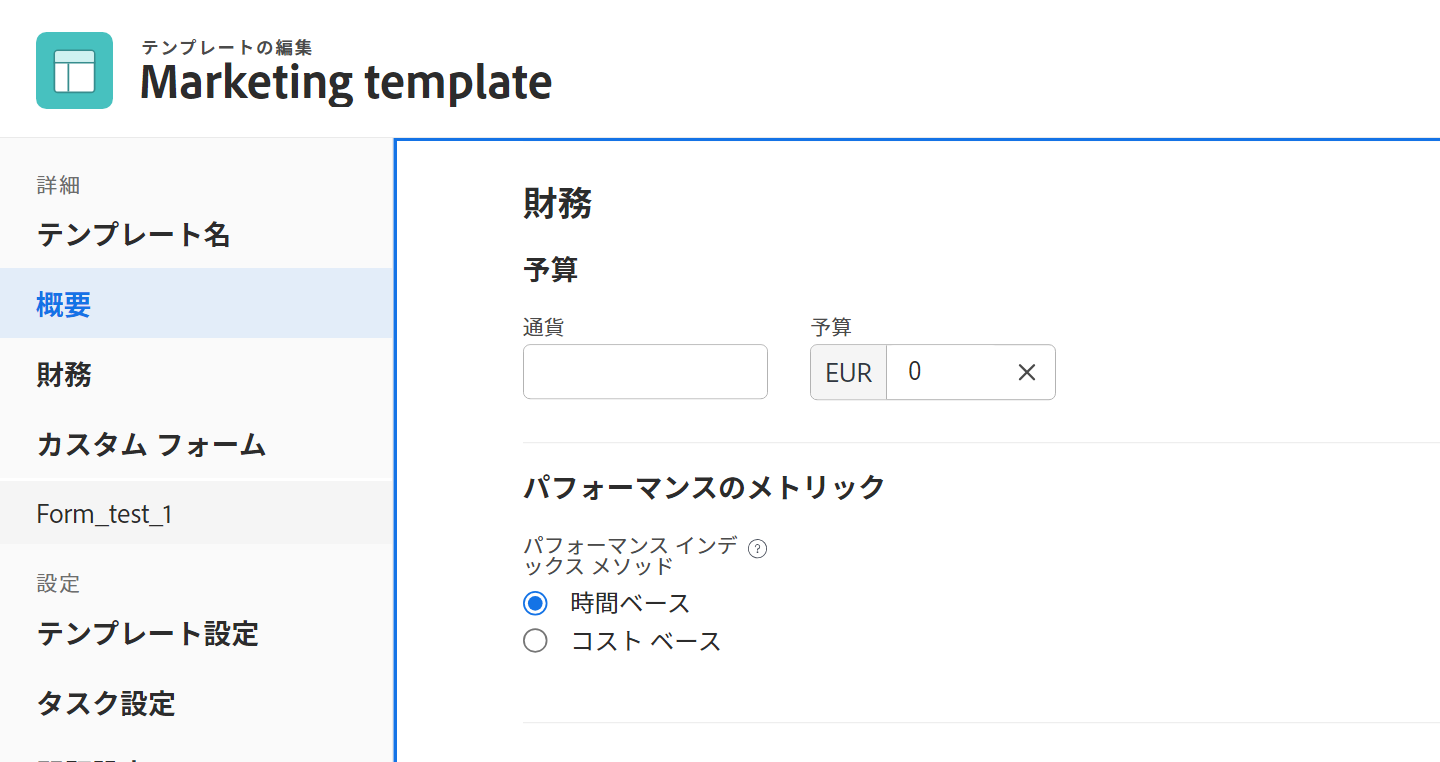 テンプレートの編集
Marketing template
詳細
テンプレート名
概要
財務
カスタム フォーム
Form_test_1
設定
テンプレート設定
タスク設定
財務
予算
通貨
予算
EUR 0
パフォーマンスのメトリック
パフォーマンス インデ
ックス メソッド
時間ベース
コスト ベース